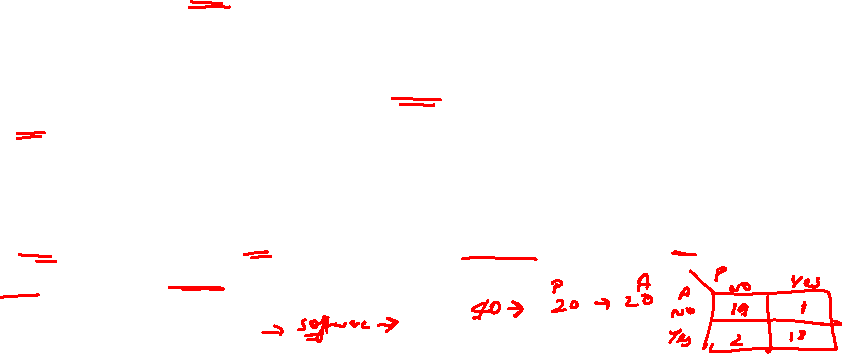 P A P NO Yes
→ software → 40 → 20 → 20 A NO 19 1
Yes 2 18